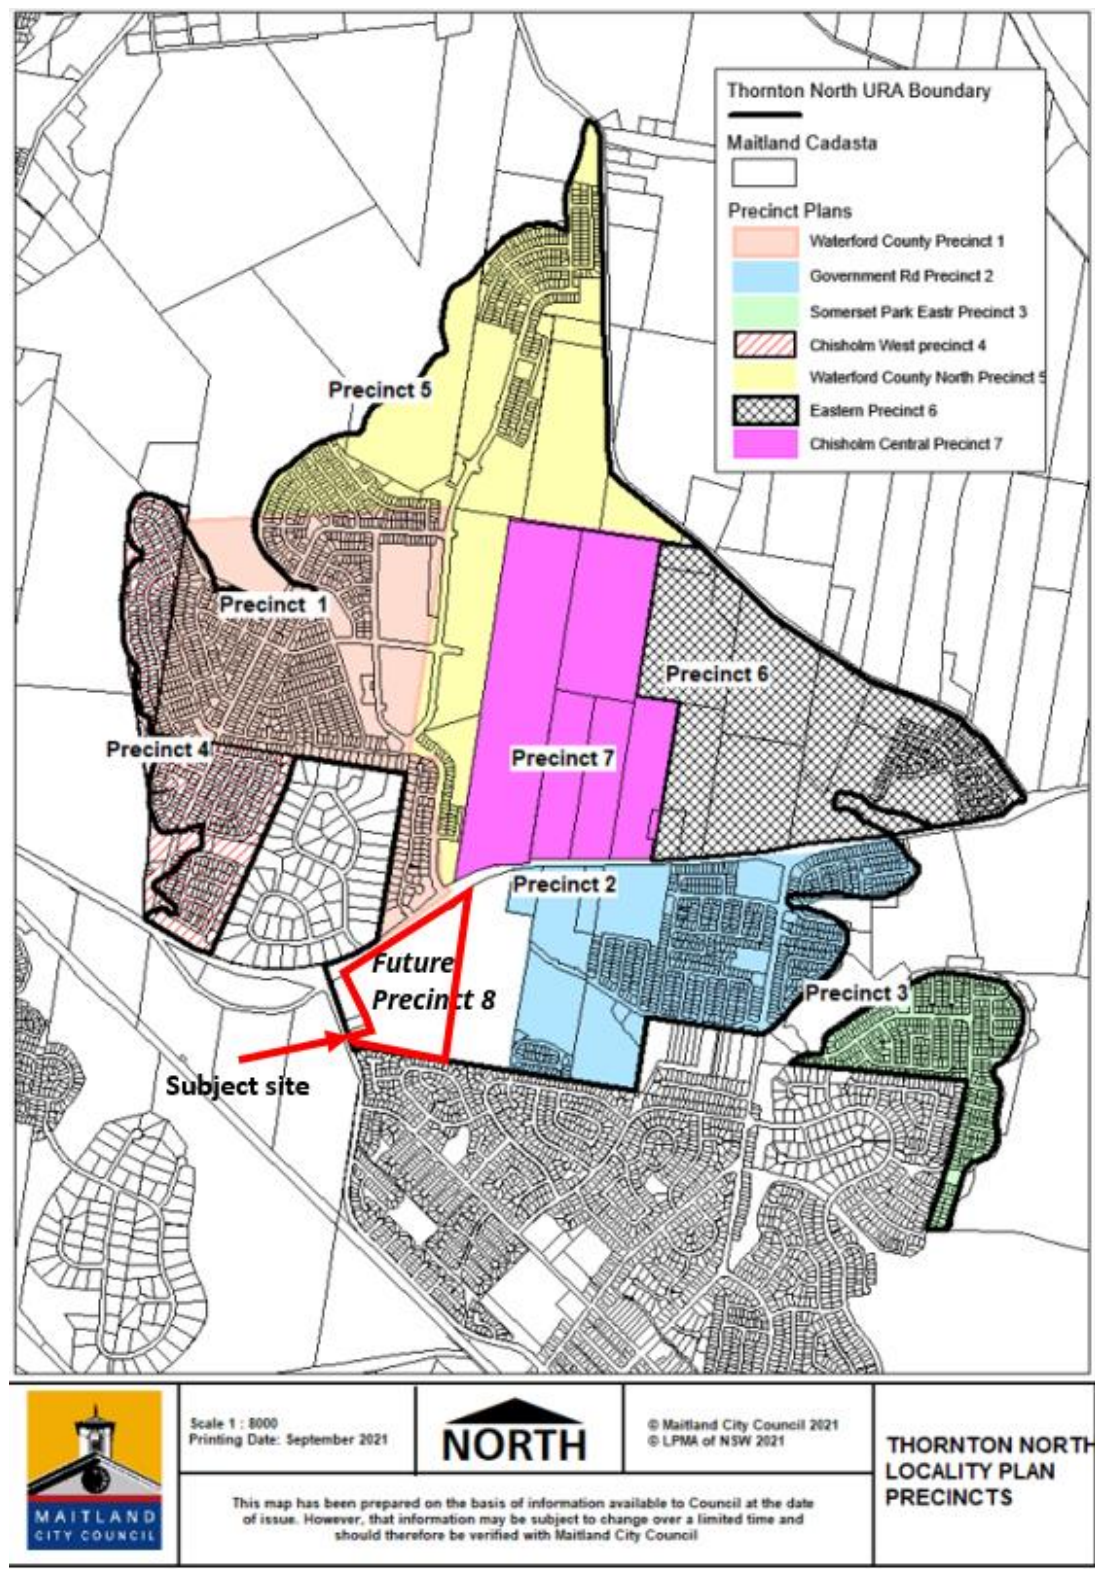 Thornton North URA Boundary
Maitland Cadasta
Precinct Plans
Waterford County Precinct 1
Government Rd Precinct 2
Somerset Park Eastr Precinct 3
Chisholm West precinct 4
Waterford County North Precinct 5
Eastern Precinct 6
Chisholm Central Precinct 7
Precinct 5
Precinct 1
Precinct 6
Precinct 4
Precinct 7
Precinct 2
Future
Precinct 8
Precinct 3
Subject site
MAITLAND
CITY COUNCIL
Scale 1 : 8000
Printing Date: September 2021
NORTH
© Maitland City Council 2021
© LPMA of NSW 2021
This map has been prepared on the basis of information available to Council at the date
of issue. However, that information may be subject to change over a limited time and
should therefore be verified with Maitland City Council
THORNTON NORTH
LOCALITY PLAN
PRECINCTS